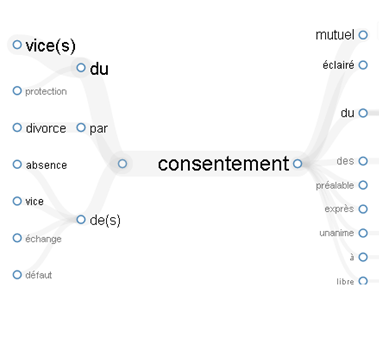 vice(s)
du
protection
divorce
par
absence
vice
de(s)
échange
défaut
consentement
mutuel
éclairé
du
des
préalable
exprès
unanime
à
libre